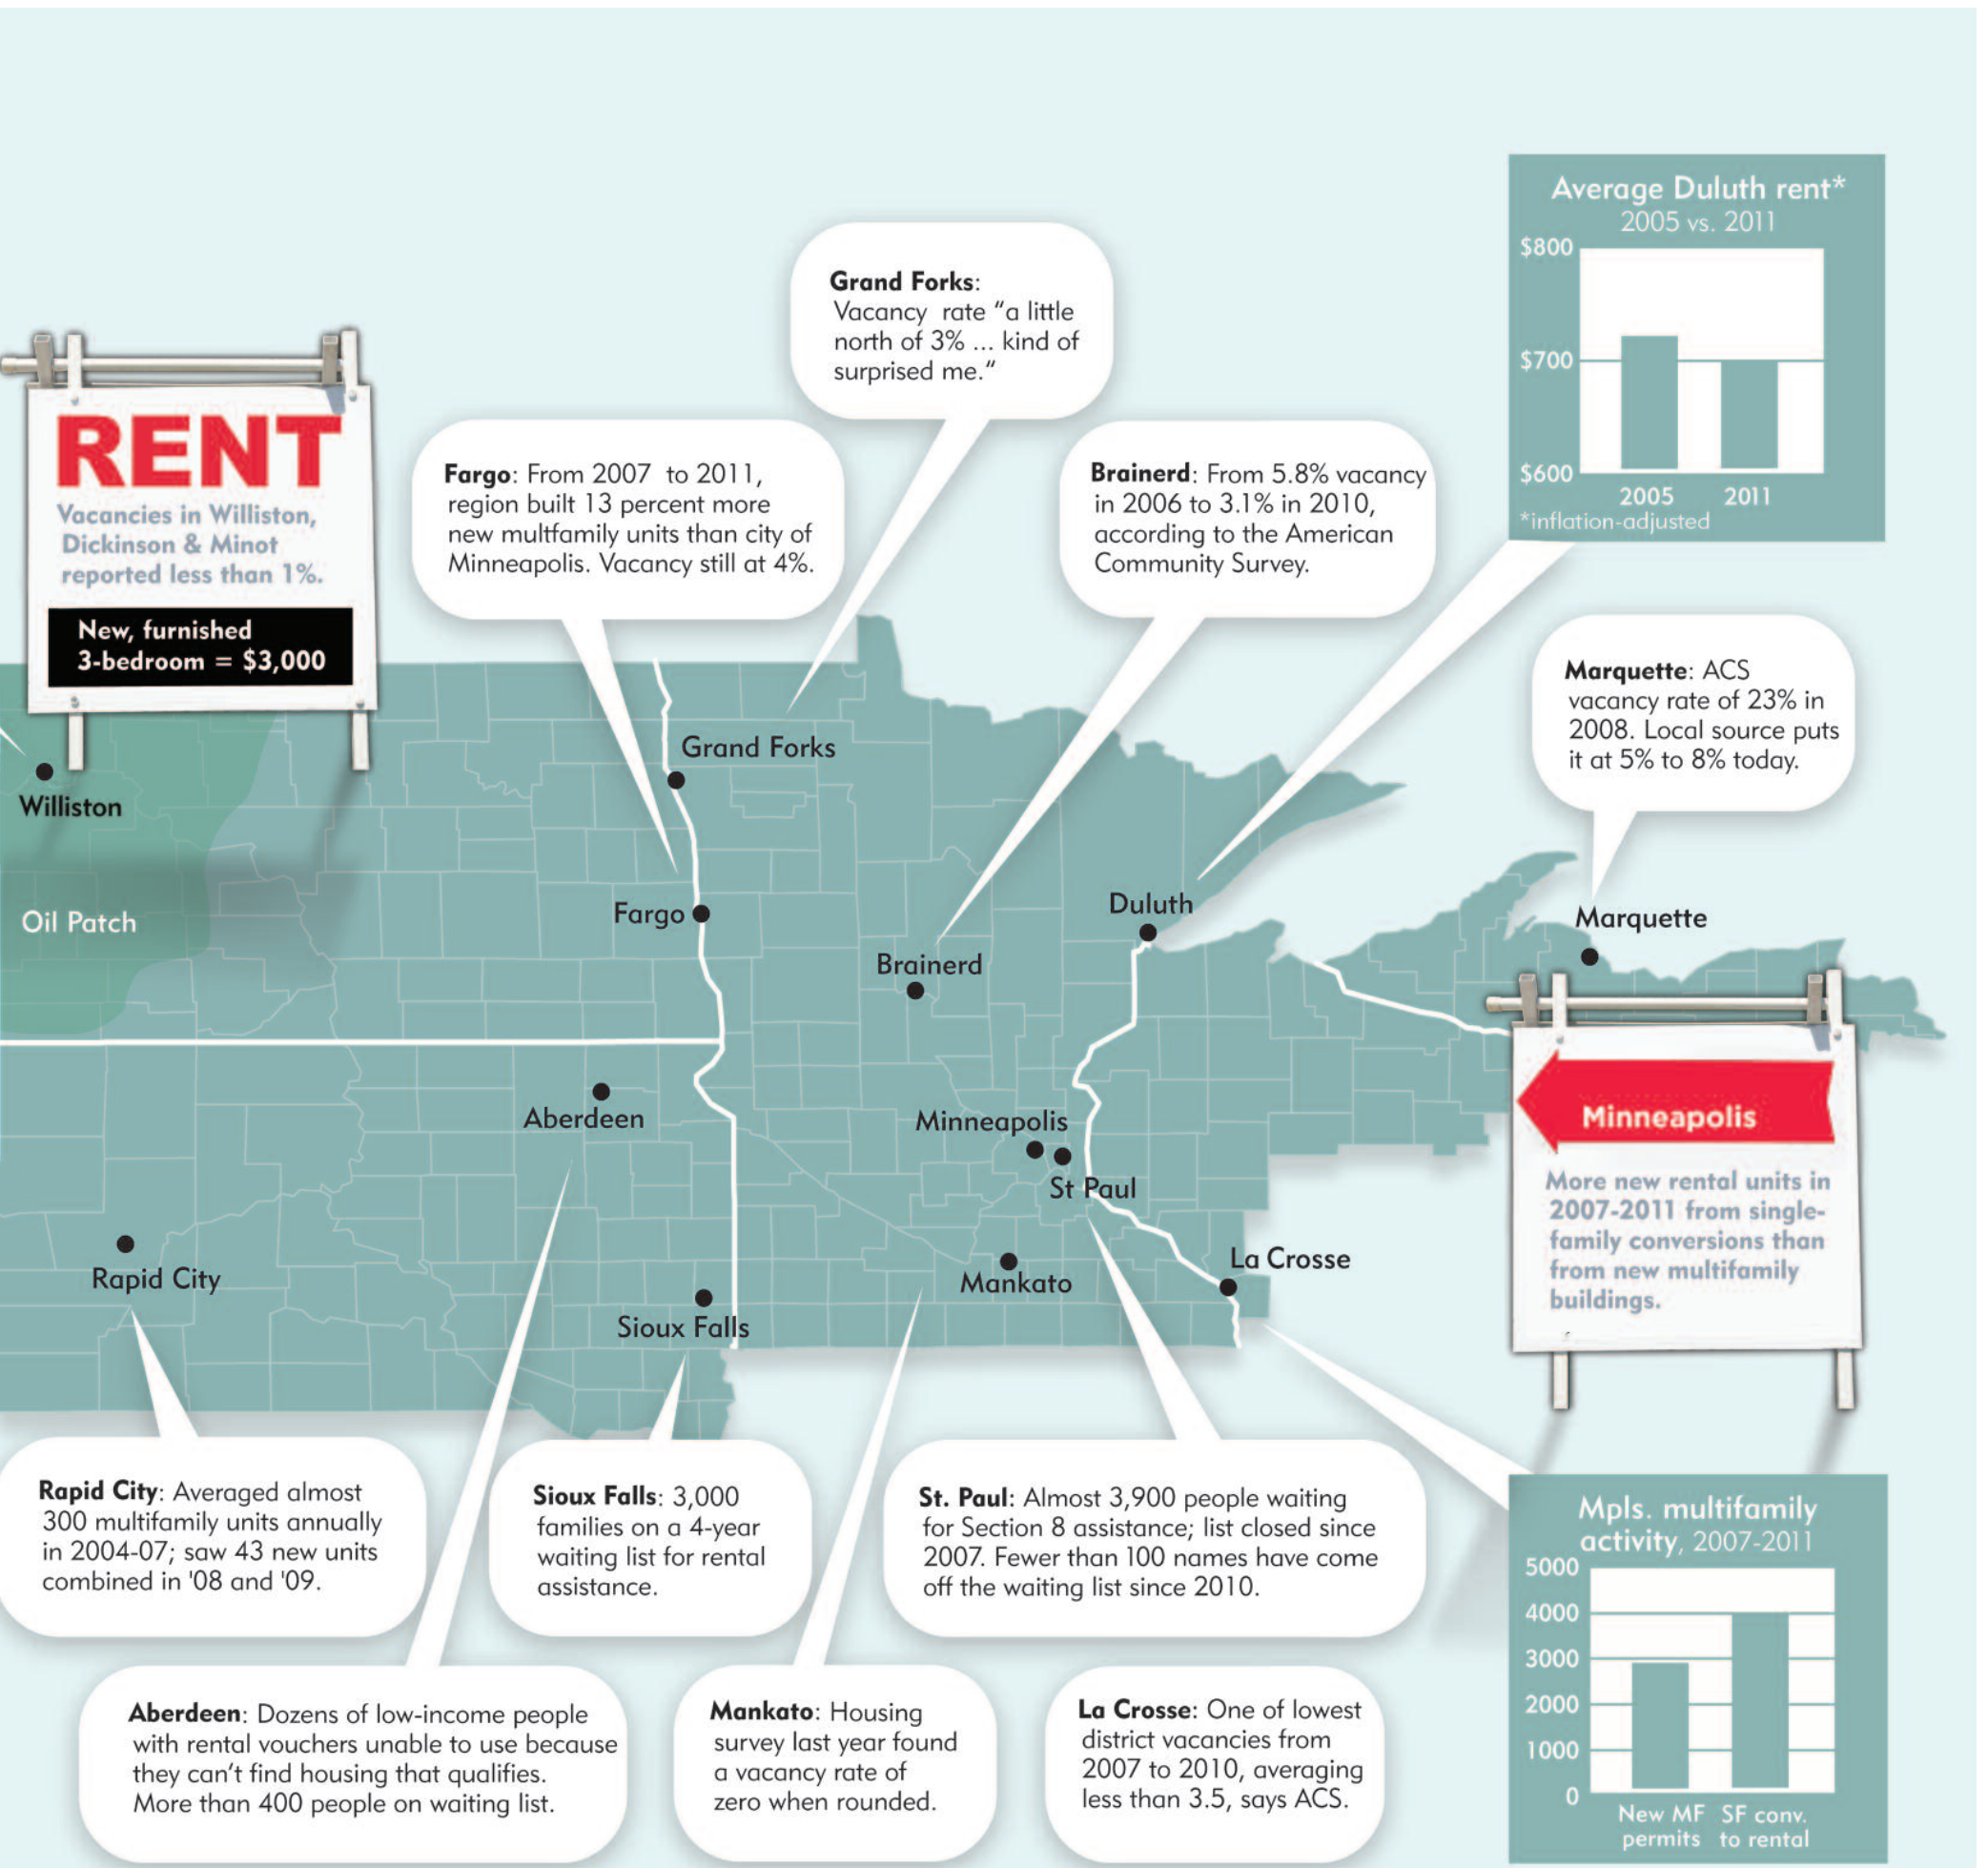 Average Duluth rent*
2005 vs. 2011
$800
$700
$600
2005
2011
*inflation-adjusted
Grand Forks:
Vacancy rate "a little
north of 3% ... kind of
surprised me."
RENT
Vacancies in Williston,
Dickinson & Minot
reported less than 1%.
New, furnished
3-bedroom = $3,000
Fargo: From 2007 to 2011,
region built 13 percent more
new multfamily units than city of
Minneapolis. Vacancy still at 4%.
Brainerd: From 5.8% vacancy
in 2006 to 3.1% in 2010,
according to the American
Community Survey.
Marquette: ACS
vacancy rate of 23% in
2008. Local source puts
it at 5% to 8% today.
Grand Forks
Williston
Oil Patch
Fargo
Duluth
Marquette
Brainerd
Aberdeen
Minneapolis
St Paul
Rapid City
Mankato
La Crosse
Sioux Falls
Minneapolis
More new rental units in
2007-2011 from single-
family conversions than
from new multifamily
buildings.
Rapid City: Averaged almost
300 multifamily units annually
in 2004-07; saw 43 new units
combined in '08 and '09.
Sioux Falls: 3,000
families on a 4-year
waiting list for rental
assistance.
St. Paul: Almost 3,900 people waiting
for Section 8 assistance; list closed since
2007. Fewer than 100 names have come
off the waiting list since 2010.
Mpls. multifamily
activity, 2007-2011
5000
4000
3000
2000
1000
0
New MF
permits
SF conv.
to rental
Aberdeen: Dozens of low-income people
with rental vouchers unable to use because
they can't find housing that qualifies.
More than 400 people on waiting list.
Mankato: Housing
survey last year found
a vacancy rate of
zero when rounded.
La Crosse: One of lowest
district vacancies from
2007 to 2010, averaging
less than 3.5, says ACS.